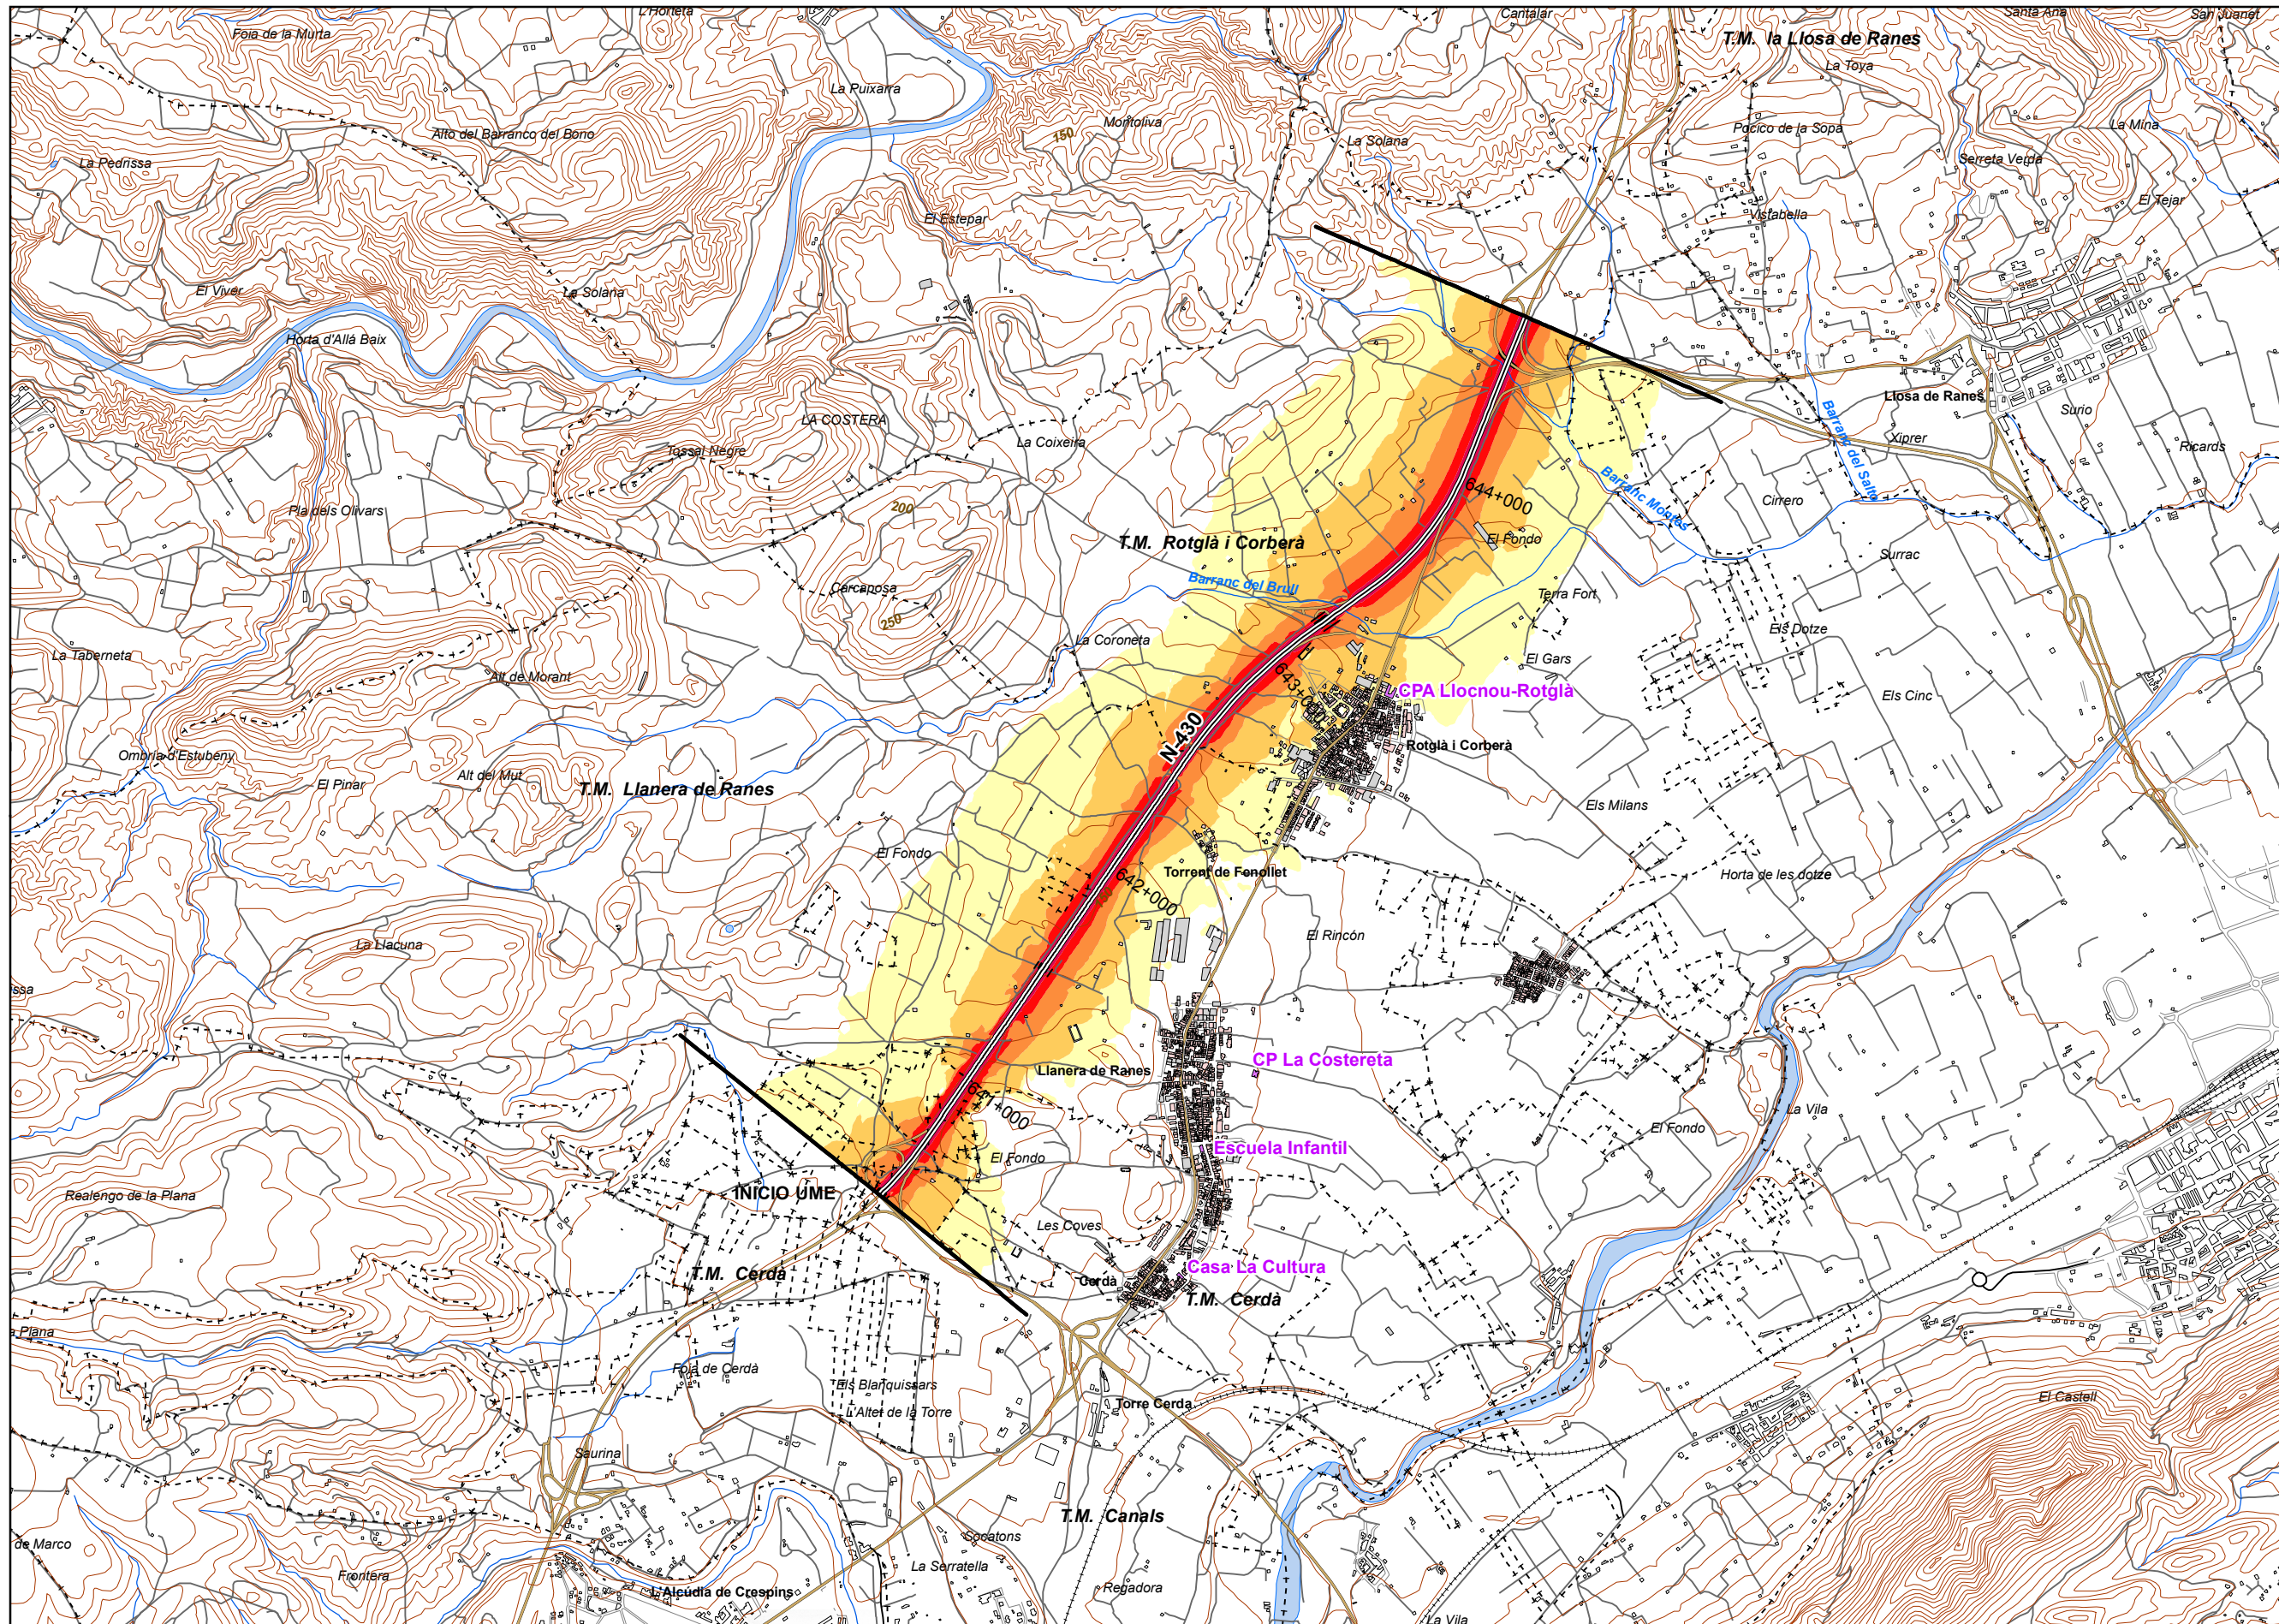 L'Horteta
Cantalar
Santa Ana
San Juanet
Foia de la Murta
T.M. la Llosa de Ranes
La Toya
La Puixarra
Montoliva
150
Alto del Barranco del Bono
La Solana
Pocico de la Sopa
La Mina
La Pedrissa
Serreta Verda
El Tejar
El Estepar
Vistabella
El Viver
La Solana
Horta d'Allá Baix
Llosa de Ranes
Surio
LA COSTERA
La Coixeira
Barranc del Salto
Xiprer
Ricards
Tossal Negre
Barranc Montes
Cirrero
Pla dels Olivars
200
644+000
T.M. Rotglà i Corberà
El Fondo
Surrac
Barranc del Brull
Carcaposa
Terra Fort
250
La Coroneta
Els Dotze
La Taberneta
El Gars
Alt de Morant
643+000
CPA Llocnou-Rotglà
Els Cinc
N-430
Rotglà i Corberà
Ombria d'Estubeny
Alt del Mut
El Pinar
T.M. Llanera de Ranes
Els Milans
El Fondo
Torrent de Fenollet
642+000
Horta de les dotze
La Llacuna
El Rincón
issa
CP La Costereta
Llanera de Ranes
641+000
La Vila
El Fondo
Escuela Infantil
El Fondo
INICIO UME
Realengo de la Plana
Les Coves
Casa La Cultura
T.M. Cerdà
Cerdà
T.M. Cerdà
a Plana
Foia de Cerdà
Els Blanquissars
L'Altet de la Torre
Torre Cerda
El Castell
Saurina
T.M. Canals
Socatons
de Marco
La Serratella
Frontera
L'Alcúdia de Crespins
Regadora
La Vila